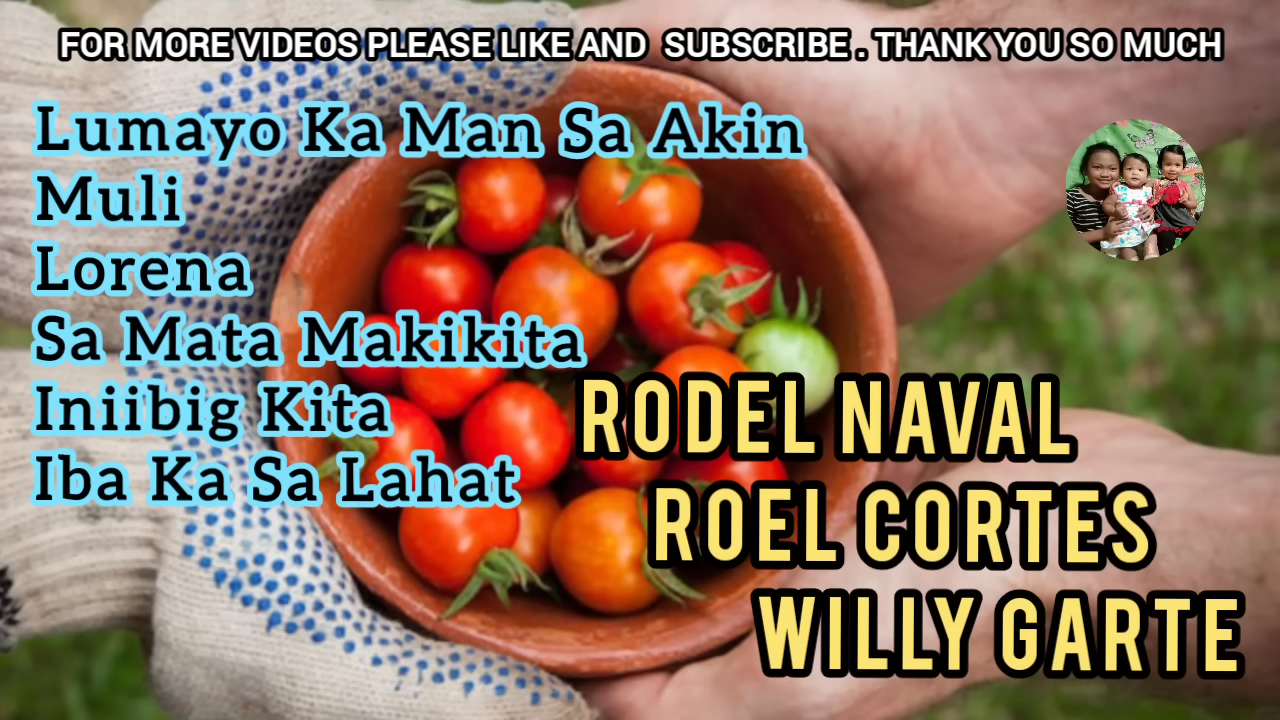 FOR MORE VIDEOS PLEASE LIKE AND SUBSCRIBE . THANK YOU SO MUCH
Lumayo Ka Man Sa Akin
Muli
Lorena
Sa Mata Makikita
Iniibig Kita
Iba Ka Sa Lahat
RODEL NAVAL
ROEL CORTES
WILLY GARTE